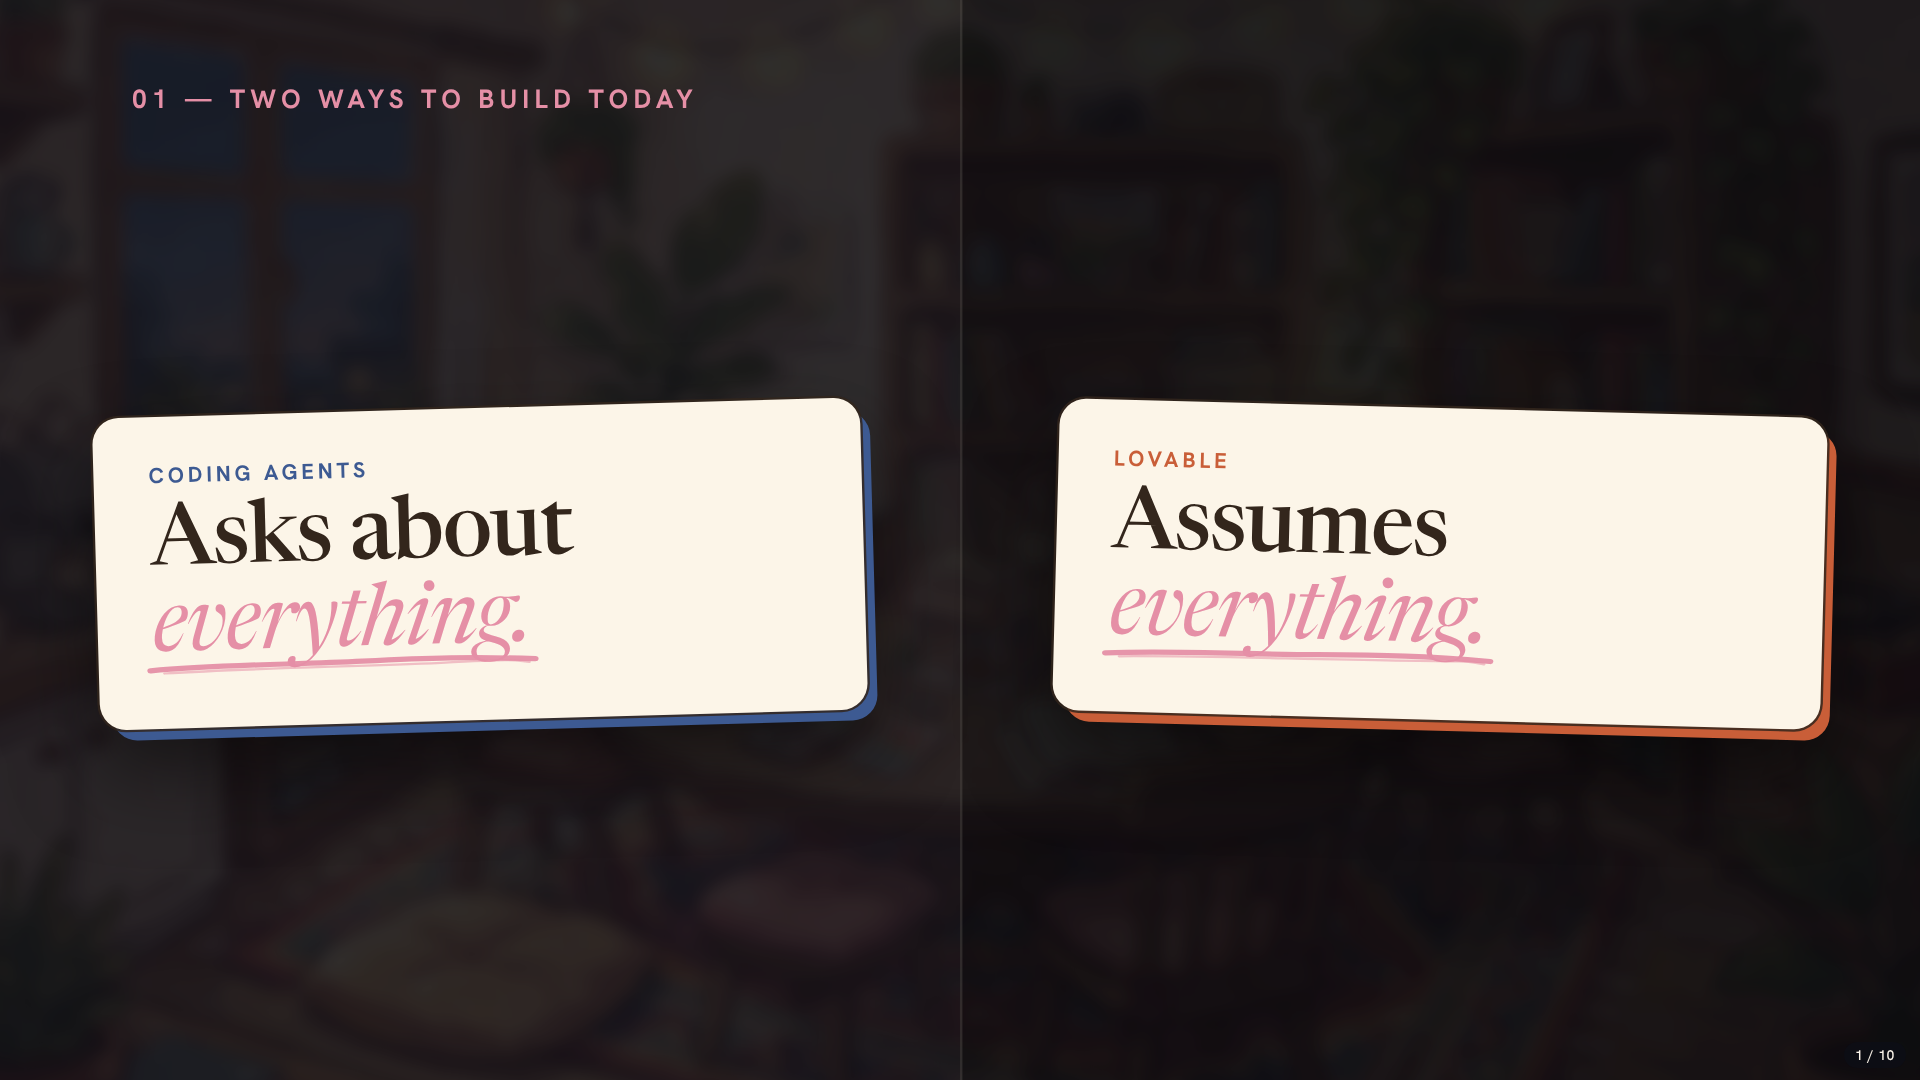 01 — TWO WAYS TO BUILD TODAY
CODING AGENTS
Asks about
everything.
LOVABLE
Assumes
everything.
1 / 10